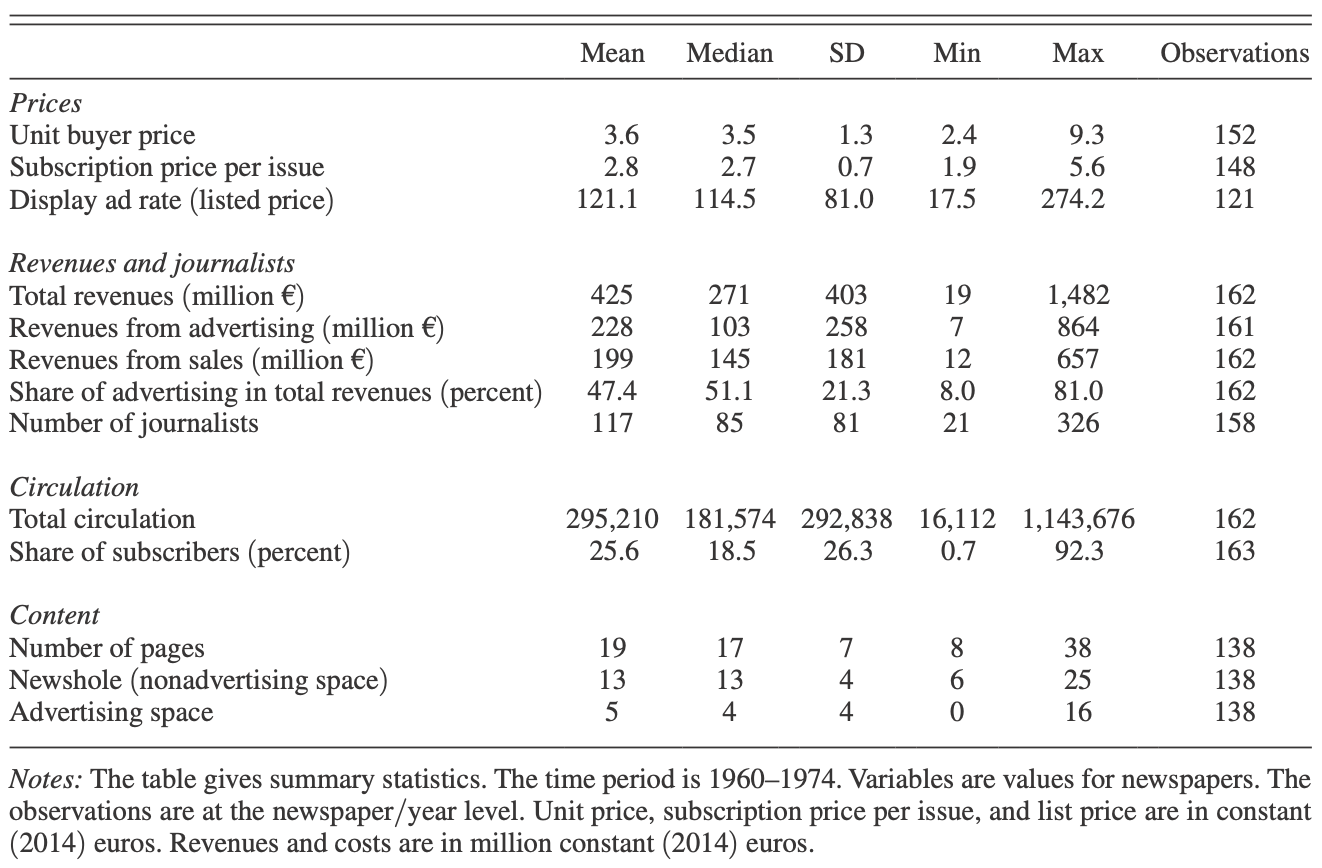 Mean Median SD Min Max Observations
Prices
Unit buyer price 3.6 3.5 1.3 2.4 9.3 152
Subscription price per issue 2.8 2.7 0.7 1.9 5.6 148
Display ad rate (listed price) 121.1 114.5 81.0 17.5 274.2 121
Revenues and journalists
Total revenues (million €) 425 271 403 19 1,482 162
Revenues from advertising (million €) 228 103 258 7 864 161
Revenues from sales (million €) 199 145 181 12 657 162
Share of advertising in total revenues (percent) 47.4 51.1 21.3 8.0 81.0 162
Number of journalists 117 85 81 21 326 158
Circulation
Total circulation 295,210 181,574 292,838 16,112 1,143,676 162
Share of subscribers (percent) 25.6 18.5 26.3 0.7 92.3 163
Content
Number of pages 19 17 7 8 38 138
Newshole (nonadvertising space) 13 13 4 6 25 138
Advertising space 5 4 4 0 16 138
Notes: The table gives summary statistics. The time period is 1960–1974. Variables are values for newspapers. The
observations are at the newspaper/year level. Unit price, subscription price per issue, and list price are in constant
(2014) euros. Revenues and costs are in million constant (2014) euros.